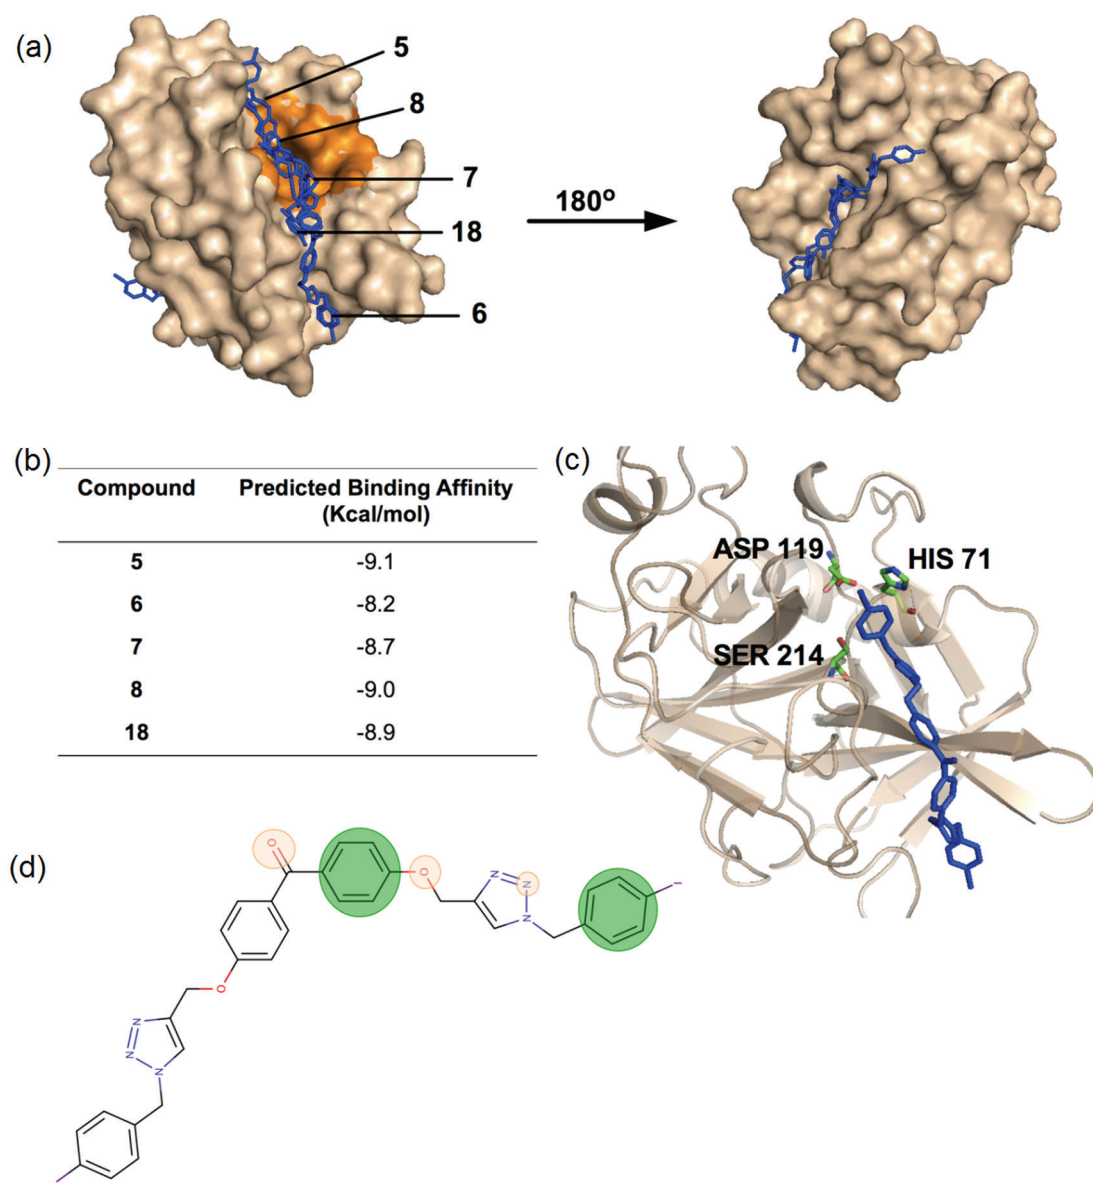 (a)
5
8
7
18
6
180º
(b)
Compound Predicted Binding Affinity
(Kcal/mol)
5 -9.1
6 -8.2
7 -8.7
8 -9.0
18 -8.9
(c)
ASP 119
HIS 71
SER 214
(d)
O
O
N
N
N
I
O
N
N
N
I